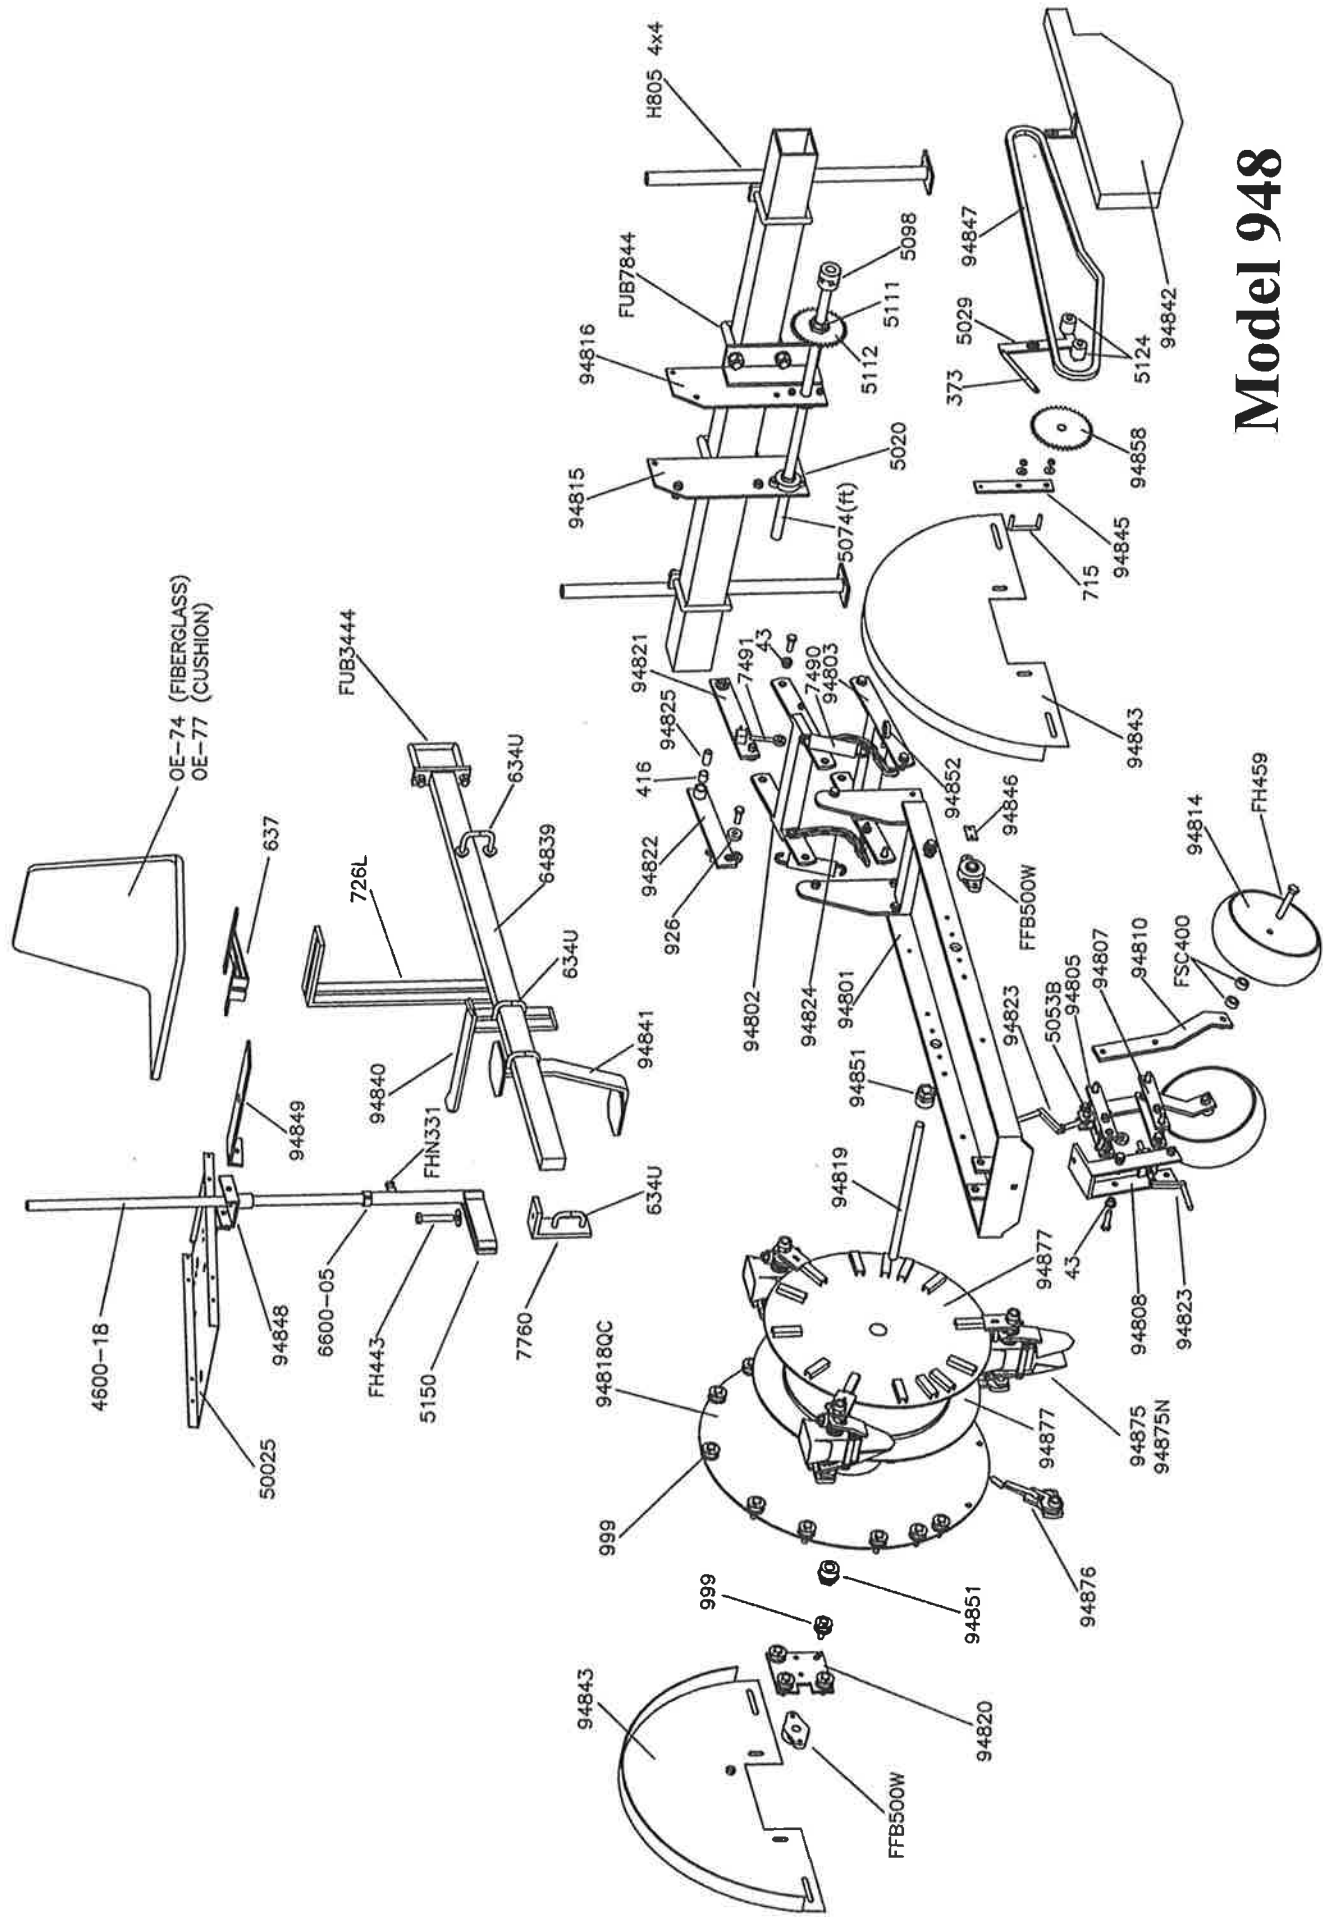 OE-74 (FIBERGLASS)
OE-77 (CUSHION)
637
94849
4600-18
50025
94848
6600-05
FHN331
FH443
5150
7760
634U
FUB3444
634U
64839
726L
634U
94840
94841
H805 4x4
FUB7844
94816
94815
5098
5111
5112
5020
5074(ft)
94821
7491
43
7490
94803
94825
416
94822
926
94802
94824
94801
94852
94846
FFB500W
94851
94819
94847
5029
373
94842
5124
94858
94845
715
94843
94814
FH459
FSC400
94810
94807
94805
5053B
94823
43
94808
94823
94877
94818QC
999
94877
94875
94875N
94876
94851
999
94820
94843
FFB500W
Model 948